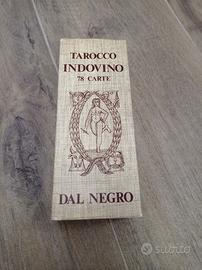 TAROCCO
INDOVINO
78 CARTE
DAL NEGRO
subito